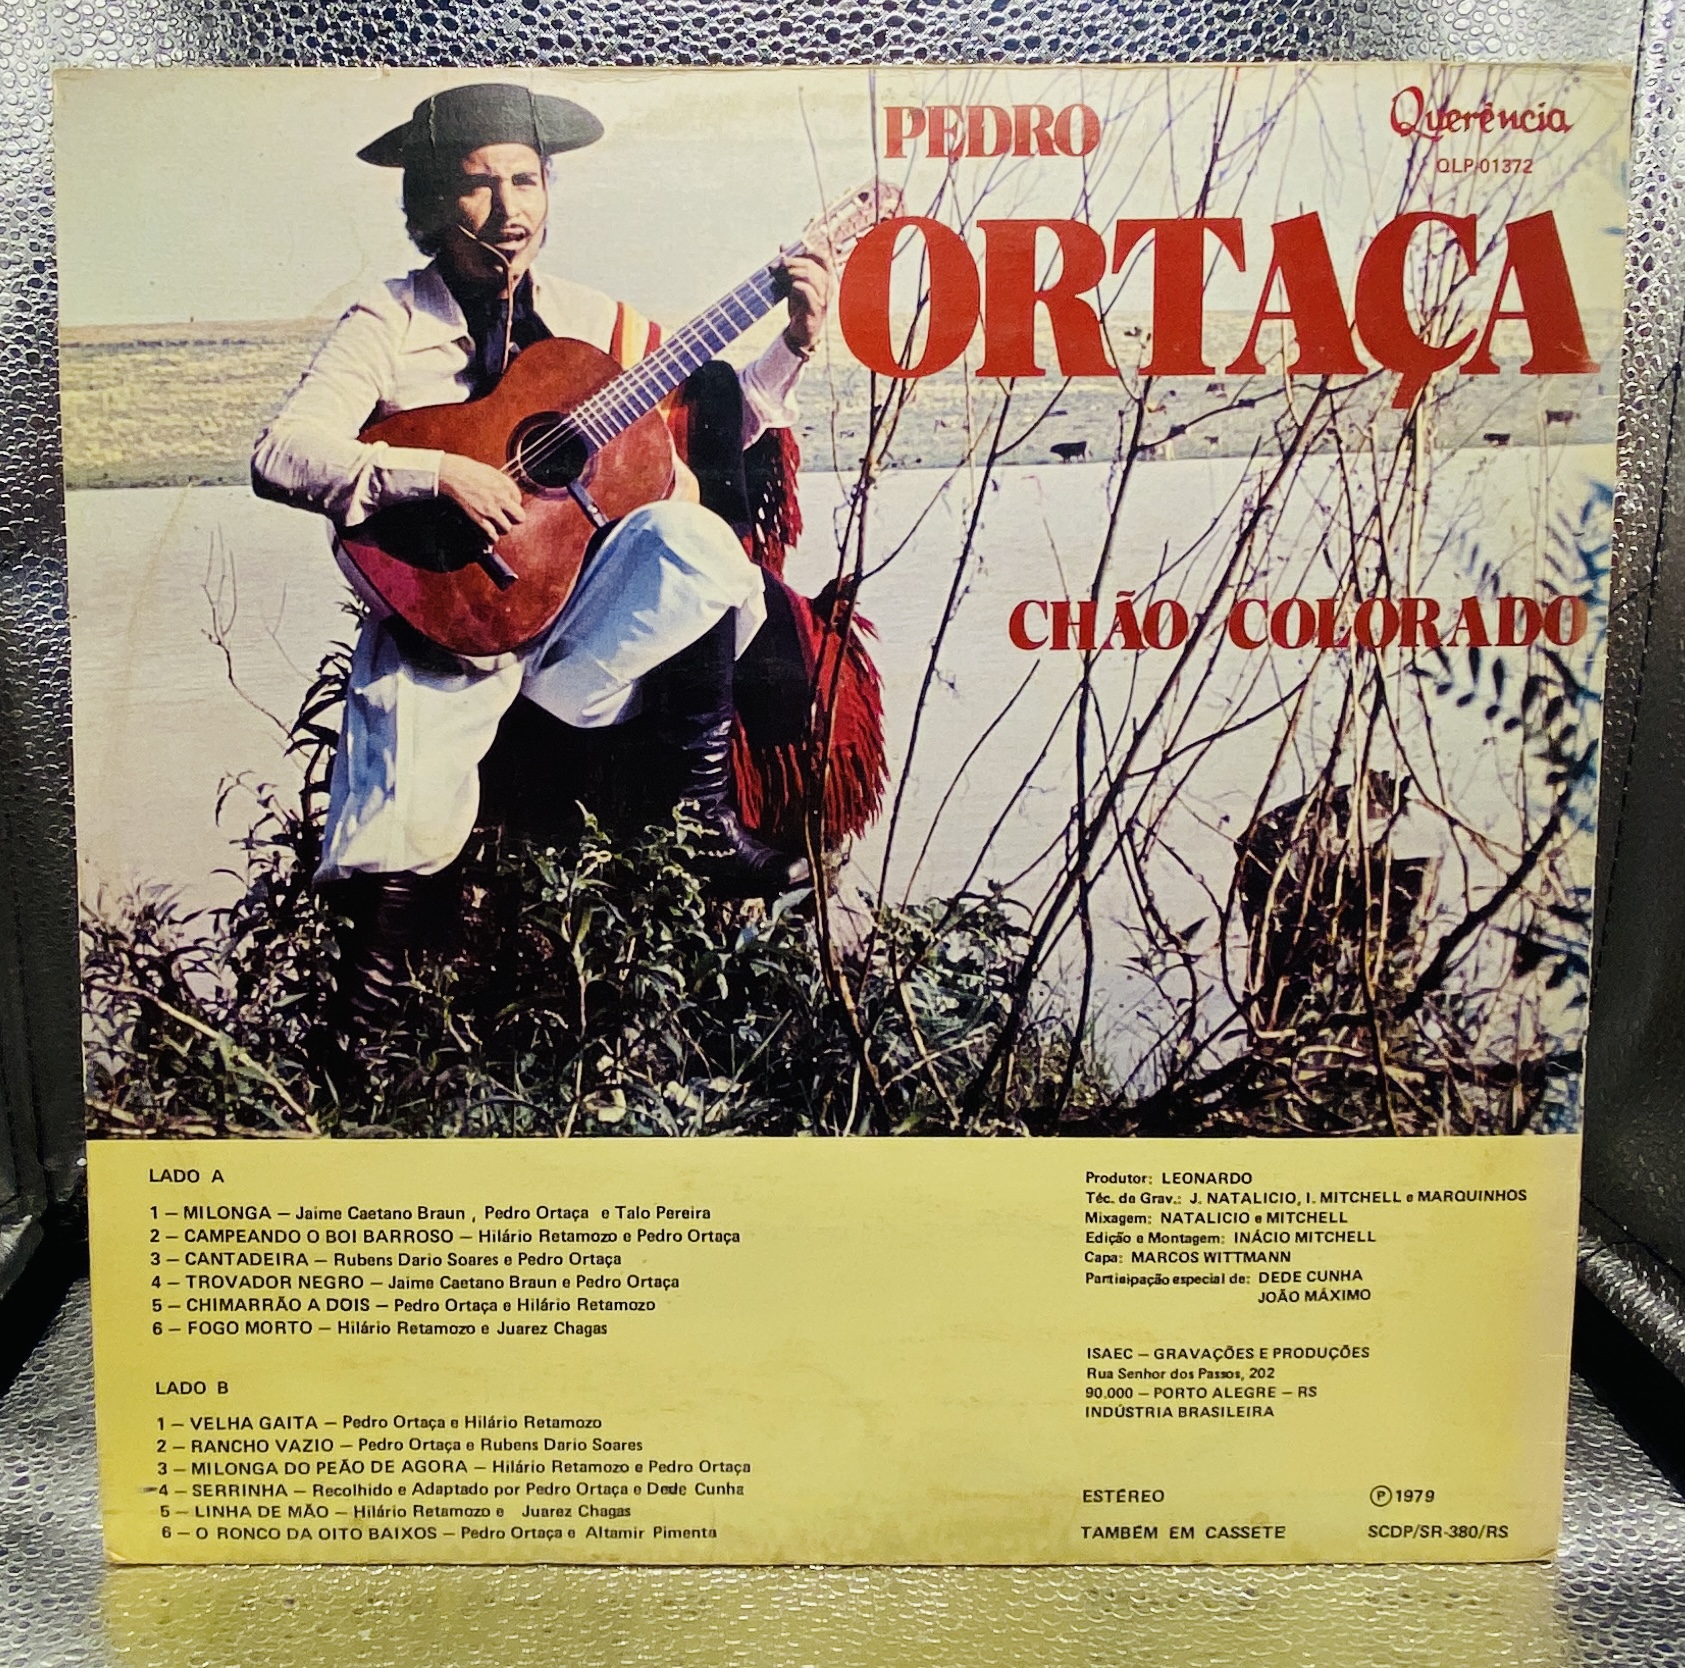 PEDRO
Querência
QLP-01372
ORTAÇA
CHÃO COLORADO
LADO A
1 – MILONGA – Jaime Caetano Braun , Pedro Ortaça e Talo Pereira
2 – CAMPEANDO O BOI BARROSO – Hilário Retamozo e Pedro Ortaça
3 – CANTADEIRA – Rubens Dario Soares e Pedro Ortaça
4 – TROVADOR NEGRO – Jaime Caetano Braun e Pedro Ortaça
5 – CHIMARRÃO A DOIS – Pedro Ortaça e Hilário Retamozo
6 – FOGO MORTO – Hilário Retamozo e Juarez Chagas
LADO B
1 – VELHA GAITA – Pedro Ortaça e Hilário Retamozo
2 – RANCHO VAZIO – Pedro Ortaça e Rubens Dario Soares
3 – MILONGA DO PEÃO DE AGORA – Hilário Retamozo e Pedro Ortaça
4 – SERRINHA – Recolhido e Adaptado por Pedro Ortaça e Dede Cunha
5 – LINHA DE MÃO – Hilário Retamozo e Juarez Chagas
6 – O RONCO DA OITO BAIXOS – Pedro Ortaça e Altamir Pimenta
Produtor: LEONARDO
Téc. de Grav.: J. NATALICIO, I. MITCHELL e MARQUINHOS
Mixagem: NATALICIO e MITCHELL
Edição e Montagem: INÁCIO MITCHELL
Capa: MARCOS WITTMANN
Participação especial de: DEDE CUNHA
JOÃO MÁXIMO
ISAEC – GRAVAÇÕES E PRODUÇÕES
Rua Senhor dos Passos, 202
90.000 – PORTO ALEGRE – RS
INDÚSTRIA BRASILEIRA
ESTÉREO
℗ 1979
TAMBÉM EM CASSETE
SCDP/SR-380/RS